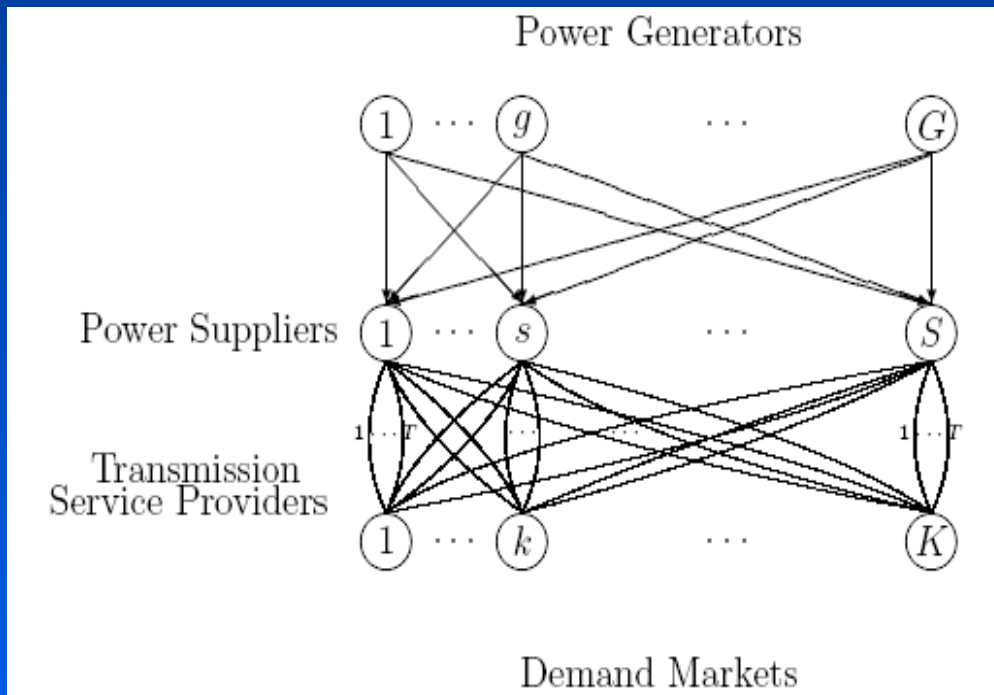 Power Generators
1 · · · g · · · G
Power Suppliers 1 · · · s · · · S
1 · · · T · · · · · · 1 · · · T
Transmission
Service Providers
1 · · · k · · · K
Demand Markets